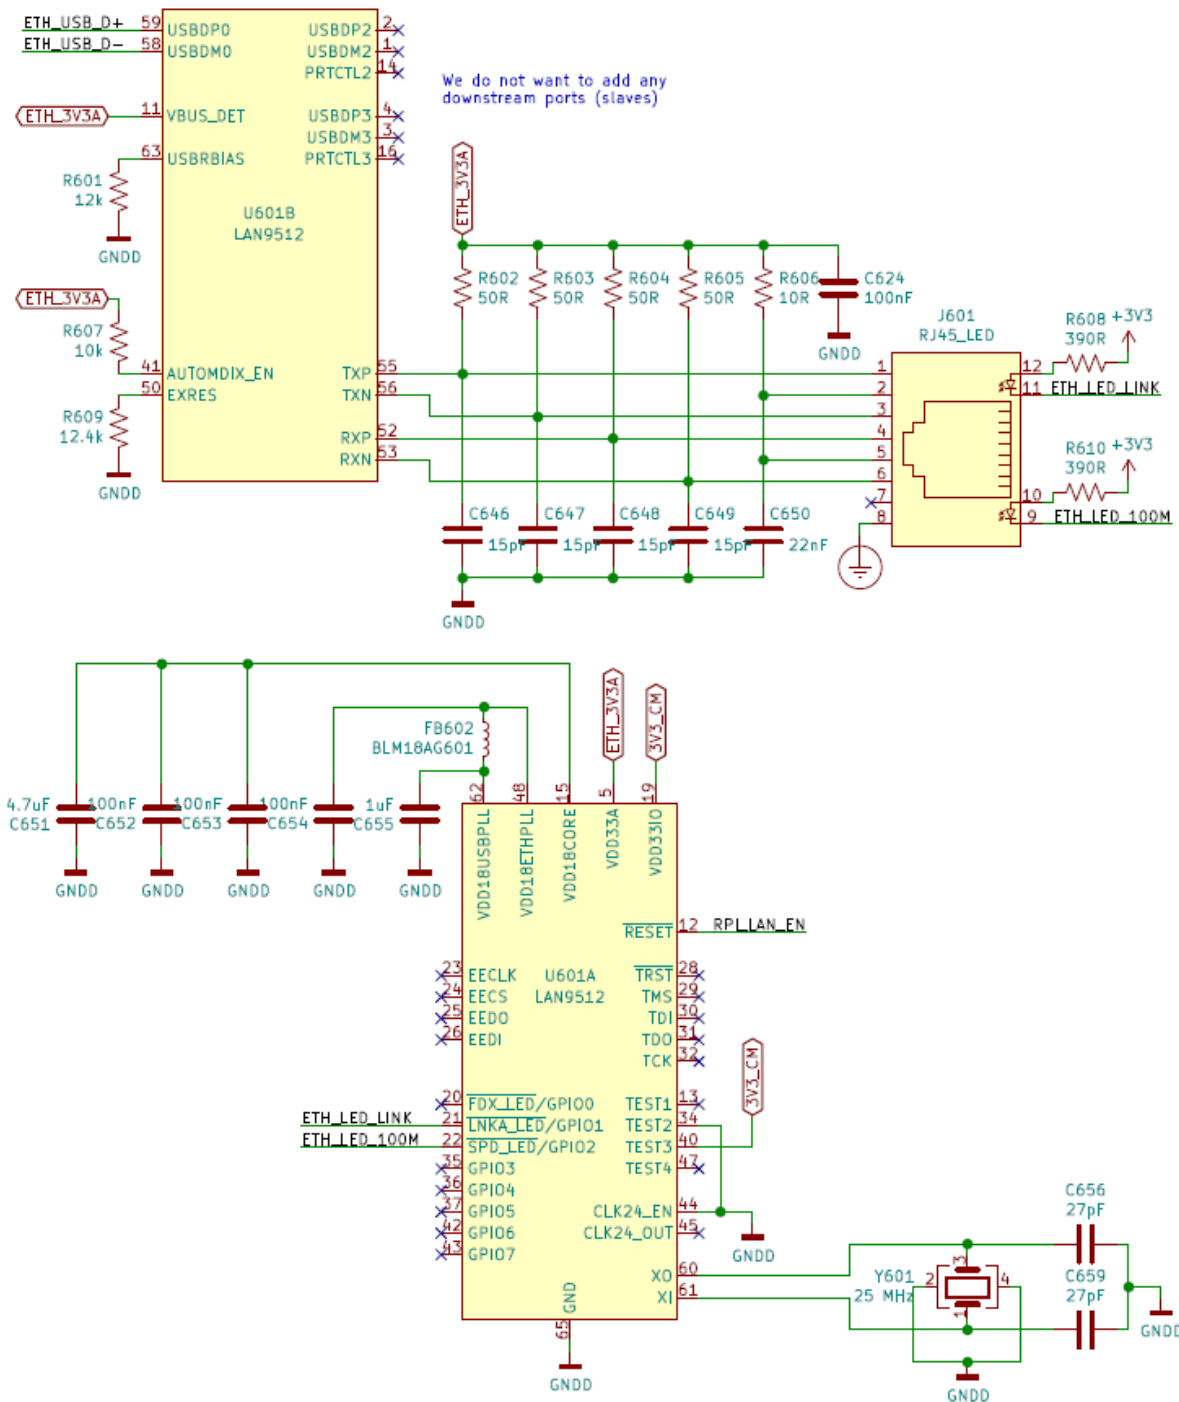 ETH_USB_D+ 59 USBDP0 USBDP2 2
ETH_USB_D- 58 USBDM0 USBDM2 1
PRTCTL2 14
We do not want to add any
downstream ports (slaves)
ETH_3V3A 11 VBUS_DET USBDP3 4
USBDM3 3
63 USBRBIAS PRTCTL3 16
R601
12k
GNDD
U601B
LAN9512
ETH_3V3A
ETH_3V3A
R607
10k
41 AUTOMDIX_EN TXP 55
50 EXRES TXN 56
R609
12.4k
RXP 52
RXN 53
GNDD
R602
50R
R603
50R
R604
50R
R605
50R
R606
10R
C624
100nF
GNDD
J601
RJ45_LED
1
2
3
4
5
6
7
8
12
11 ETH_LED_LINK
10
9 ETH_LED_100M
R608
390R
+3V3
R610
390R
+3V3
C646
15pF
C647
15pF
C648
15pF
C649
15pF
C650
22nF
GNDD
FB602
BLM18AG601
ETH_3V3A
3V3_CM
4.7uF
C651
100nF
C652
100nF
C653
100nF
C654
1uF
C655
GNDD
GNDD
GNDD
GNDD
GNDD
62 VDD18USBPLL
48 VDD18ETHPLL
15 VDD18CORE
5 VDD33A
19 VDD33IO
RESET 12 RPI_LAN_EN
U601A
LAN9512
23 EECLK TRST 28
24 EECS TMS 29
25 EEDO TDI 30
26 EEDI TDO 31
TCK 32
3V3_CM
20 FDX_LED/GPIO0 TEST1 13
ETH_LED_LINK 21 LNKA_LED/GPIO1 TEST2 34
ETH_LED_100M 22 SPD_LED/GPIO2 TEST3 40
35 GPIO3 TEST4 47
36 GPIO4
37 GPIO5 CLK24_EN 44
42 GPIO6 CLK24_OUT 45
43 GPIO7
GNDD
XO 60
XI 61
GND
65
GNDD
Y601
25 MHz
2
3
4
1
GNDD
C656
27pF
C659
27pF
GNDD